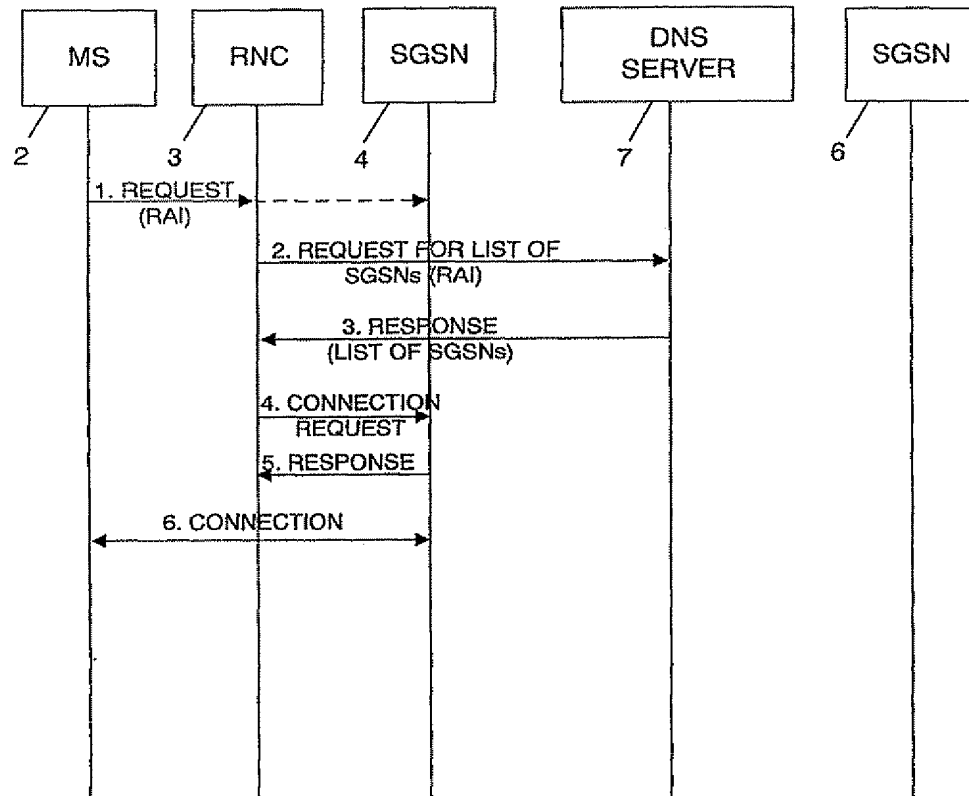 MS
RNC
SGSN
DNS
SERVER
SGSN
2
3
4
7
6
1. REQUEST
(RAI)
2. REQUEST FOR LIST OF
SGSNs (RAI)
3. RESPONSE
(LIST OF SGSNs)
4. CONNECTION
REQUEST
5. RESPONSE
6. CONNECTION